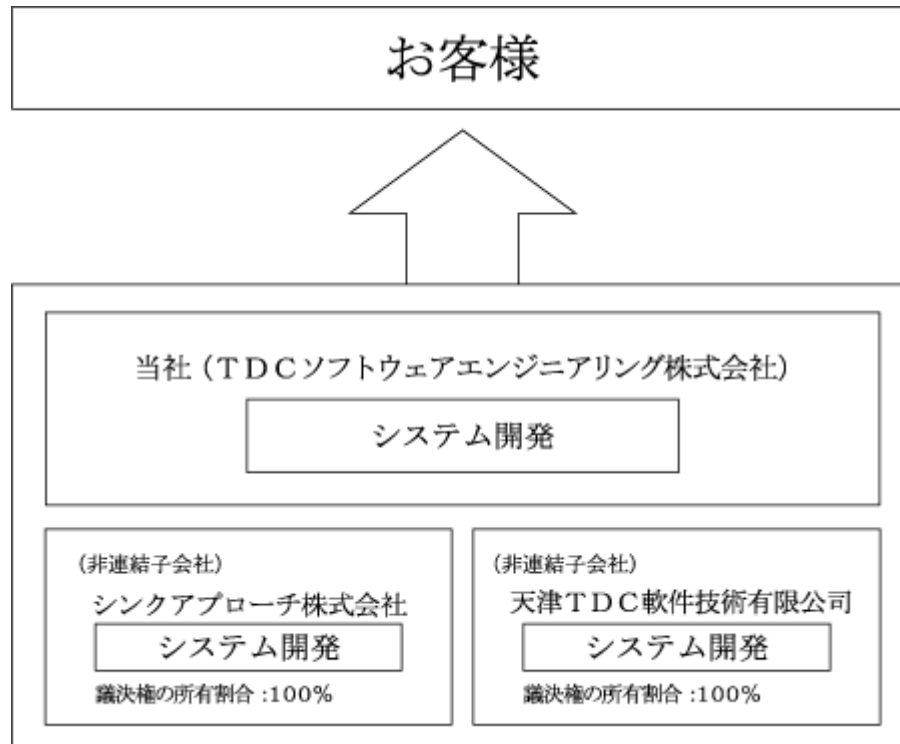 お客様
当社（ＴＤＣソフトウェアエンジニアリング株式会社）
システム開発
（非連結子会社）
シンクアプローチ株式会社
システム開発
議決権の所有割合：100%
（非連結子会社）
天津ＴＤＣ軟件技術有限公司
システム開発
議決権の所有割合：100%